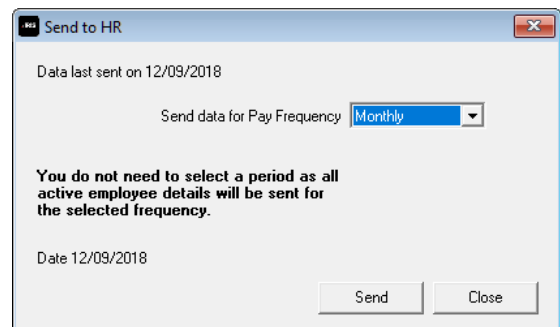 IRIS Send to HR
Data last sent on 12/09/2018
Send data for Pay Frequency Monthly
You do not need to select a period as all
active employee details will be sent for
the selected frequency.
Date 12/09/2018
Send Close